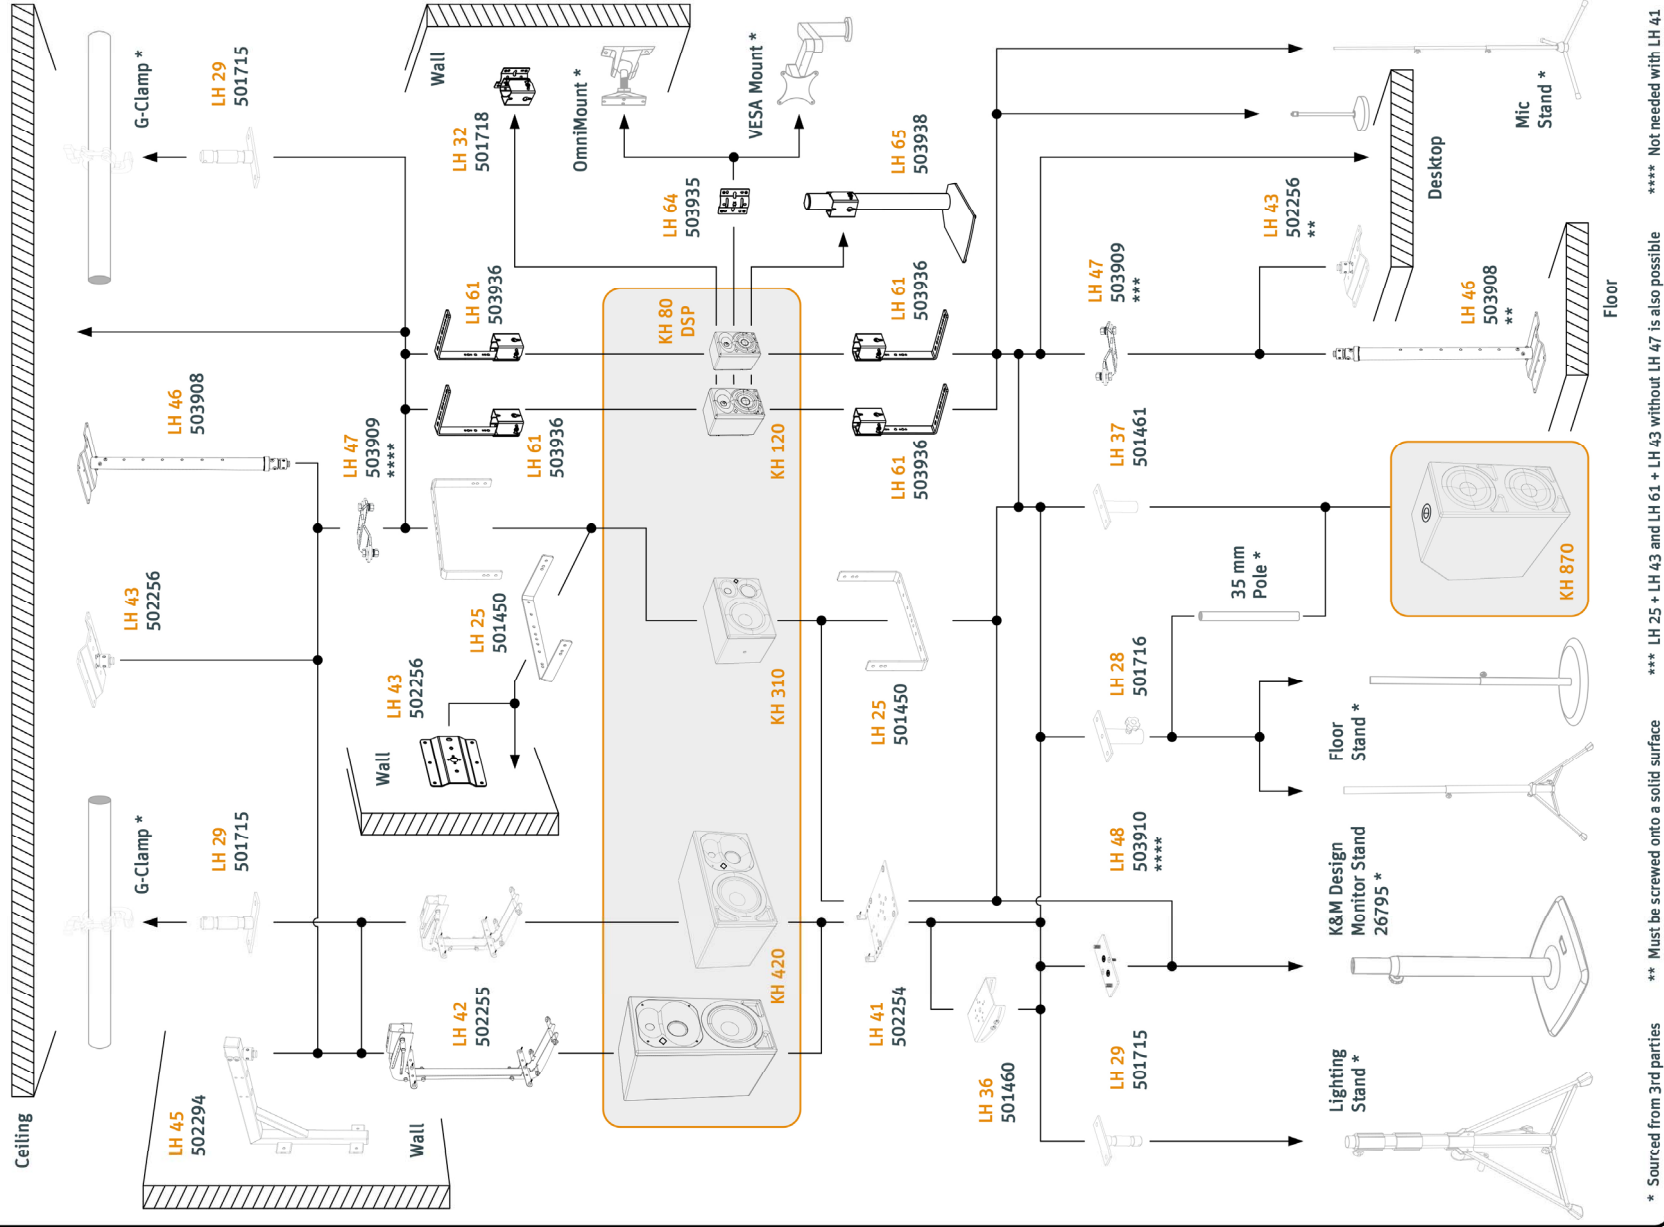 Ceiling
G-Clamp *
LH 29
501715
G-Clamp *
LH 29
501715
LH 45
502294
Wall
LH 43
502256
LH 46
503908
LH 47
503909
****
LH 42
502255
Wall
LH 43
502256
LH 25
501450
LH 61
503936
LH 61
503936
Wall
LH 32
501718
OmniMount *
VESA Mount *
LH 64
503935
LH 65
503938
KH 420
KH 310
KH 120
KH 80
DSP
LH 41
502254
LH 25
501450
LH 61
503936
LH 61
503936
LH 36
501460
LH 29
501715
LH 48
503910
****
LH 28
501716
LH 37
501461
LH 47
503909
***
LH 43
502256
**
35 mm
Pole *
LH 46
503908
**
Desktop
Mic
Stand *
Lighting
Stand *
K&M Design
Monitor Stand
26795 *
Floor
Stand *
KH 870
Floor
* Sourced from 3rd parties
** Must be screwed onto a solid surface
*** LH 25 + LH 43 and LH 61 + LH 43 without LH 47 is also possible
**** Not needed with LH 41